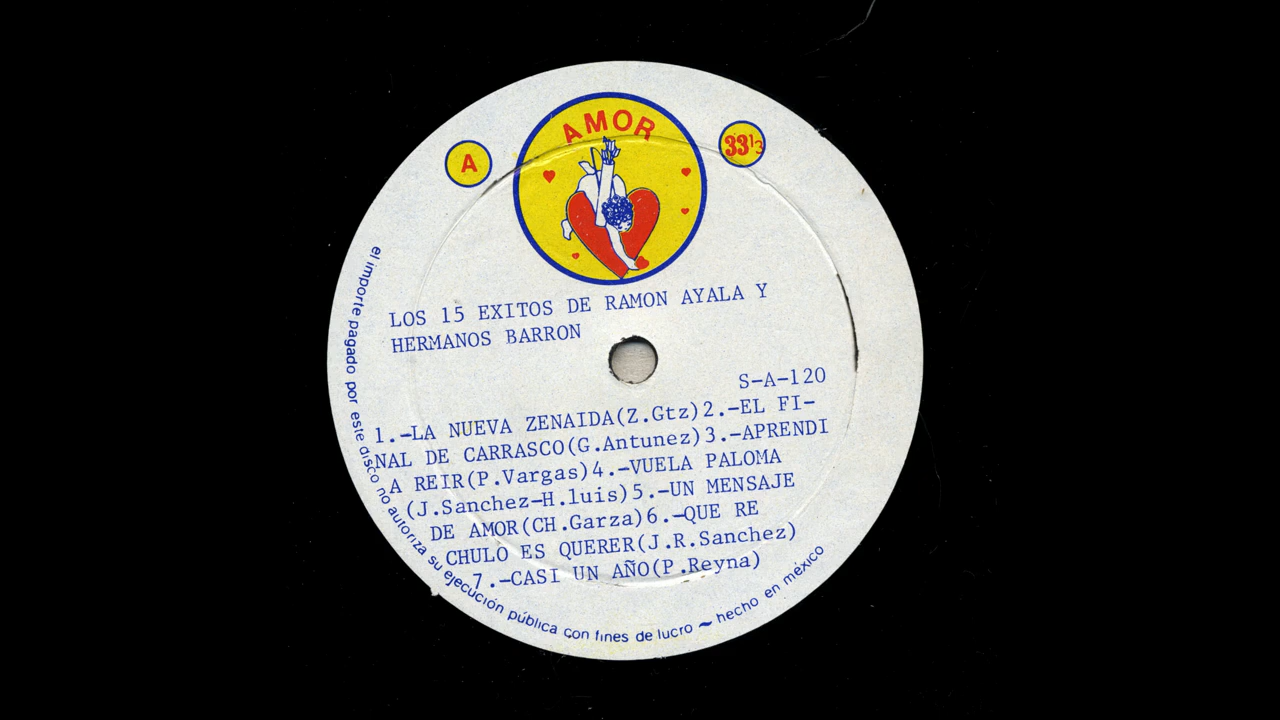 AMOR
A
33 1/3
LOS 15 EXITOS DE RAMON AYALA Y
HERMANOS BARRON
S-A-120
1.-LA NUEVA ZENAIDA(Z.Gtz)2.-EL FI-
NAL DE CARRASCO(G.Antunez)3.-APRENDI
A REIR(P.Vargas)4.-VUELA PALOMA
(J.Sanchez-H.luis)5.-UN MENSAJE
DE AMOR(CH.Garza)6.-QUE RE
CHULO ES QUERER(J.R.Sanchez)
7.-CASI UN AÑO(P.Reyna)
el importe pagado por este disco no autoriza su ejecución pública con fines de lucro ~ hecho en méxico